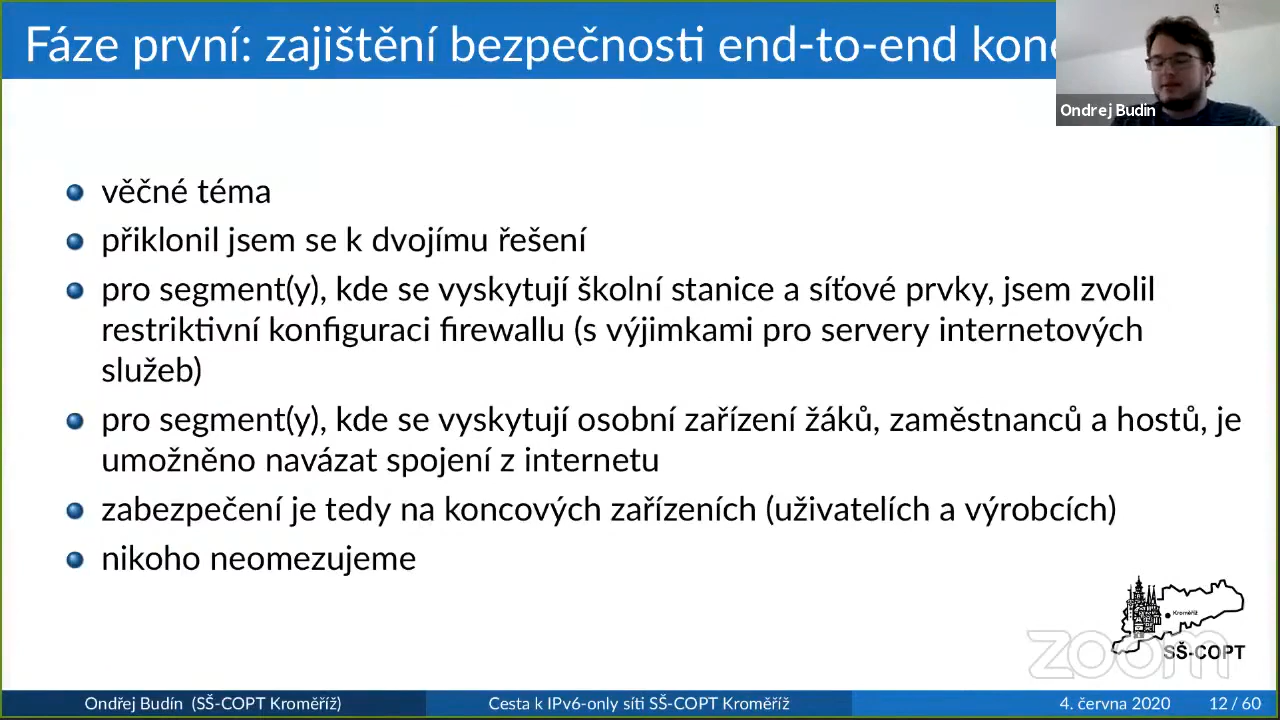 Fáze první: zajištění bezpečnosti end-to-end
Ondrej Budin
věčné téma
přiklonil jsem se k dvojímu řešení
pro segment(y), kde se vyskytují školní stanice a síťové prvky, jsem zvolil
restriktivní konfiguraci firewallu (s výjimkami pro servery internetových
služeb)
pro segment(y), kde se vyskytují osobní zařízení žáků, zaměstnanců a hostů, je
umožněno navázat spojení z internetu
zabezpečení je tedy na koncových zařízeních (uživatelích a výrobcích)
nikoho neomezujeme
Kroměříž
zoom
SŠ-COPT
Ondřej Budín (SŠ-COPT Kroměříž)
Cesta k IPv6-only síti SŠ-COPT Kroměříž
4. června 2020
12 / 60